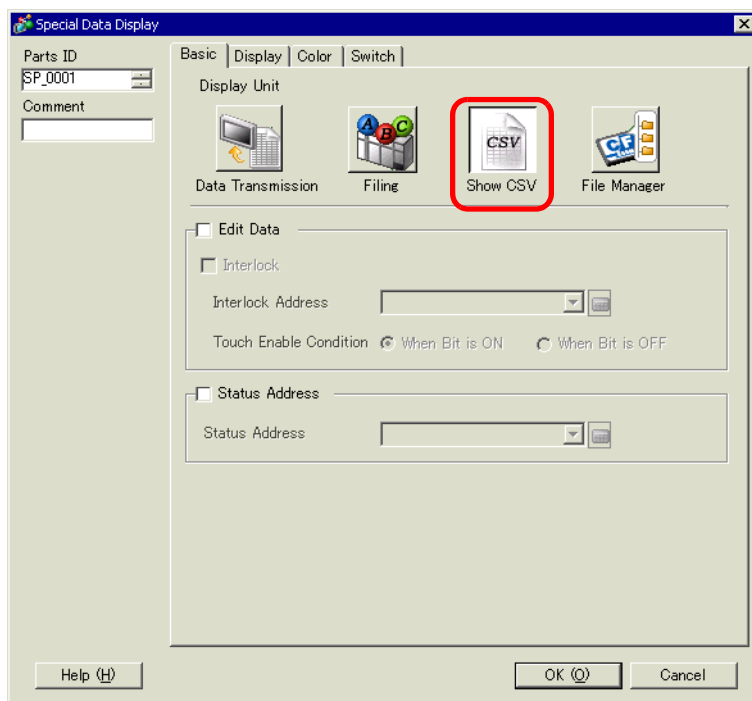 Special Data Display
Parts ID
SP_0001
Comment
Basic Display Color Switch
Display Unit
A B C
CSV
CF
Data Transmission Filing Show CSV File Manager
Edit Data
Interlock
Interlock Address
Touch Enable Condition When Bit is ON When Bit is OFF
Status Address
Status Address
Help (H) OK (O) Cancel